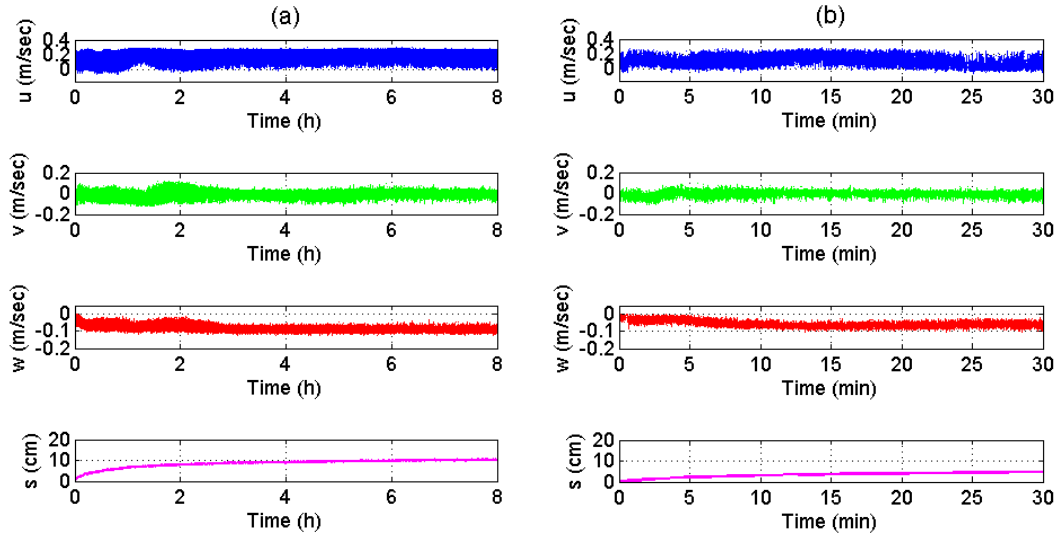 (a)
u (m/sec)
0.4
0.2
0
0 2 4 6 8
Time (h)
v (m/sec)
0.2
0
-0.2
0 2 4 6 8
Time (h)
w (m/sec)
0
-0.1
-0.2
0 2 4 6 8
Time (h)
s (cm)
20
10
0
0 2 4 6 8
Time (h)
(b)
u (m/sec)
0.4
0.2
0
0 5 10 15 20 25 30
Time (min)
v (m/sec)
0.2
0
-0.2
0 5 10 15 20 25 30
Time (min)
w (m/sec)
0
-0.1
-0.2
0 5 10 15 20 25 30
Time (min)
s (cm)
20
10
0
0 5 10 15 20 25 30
Time (min)